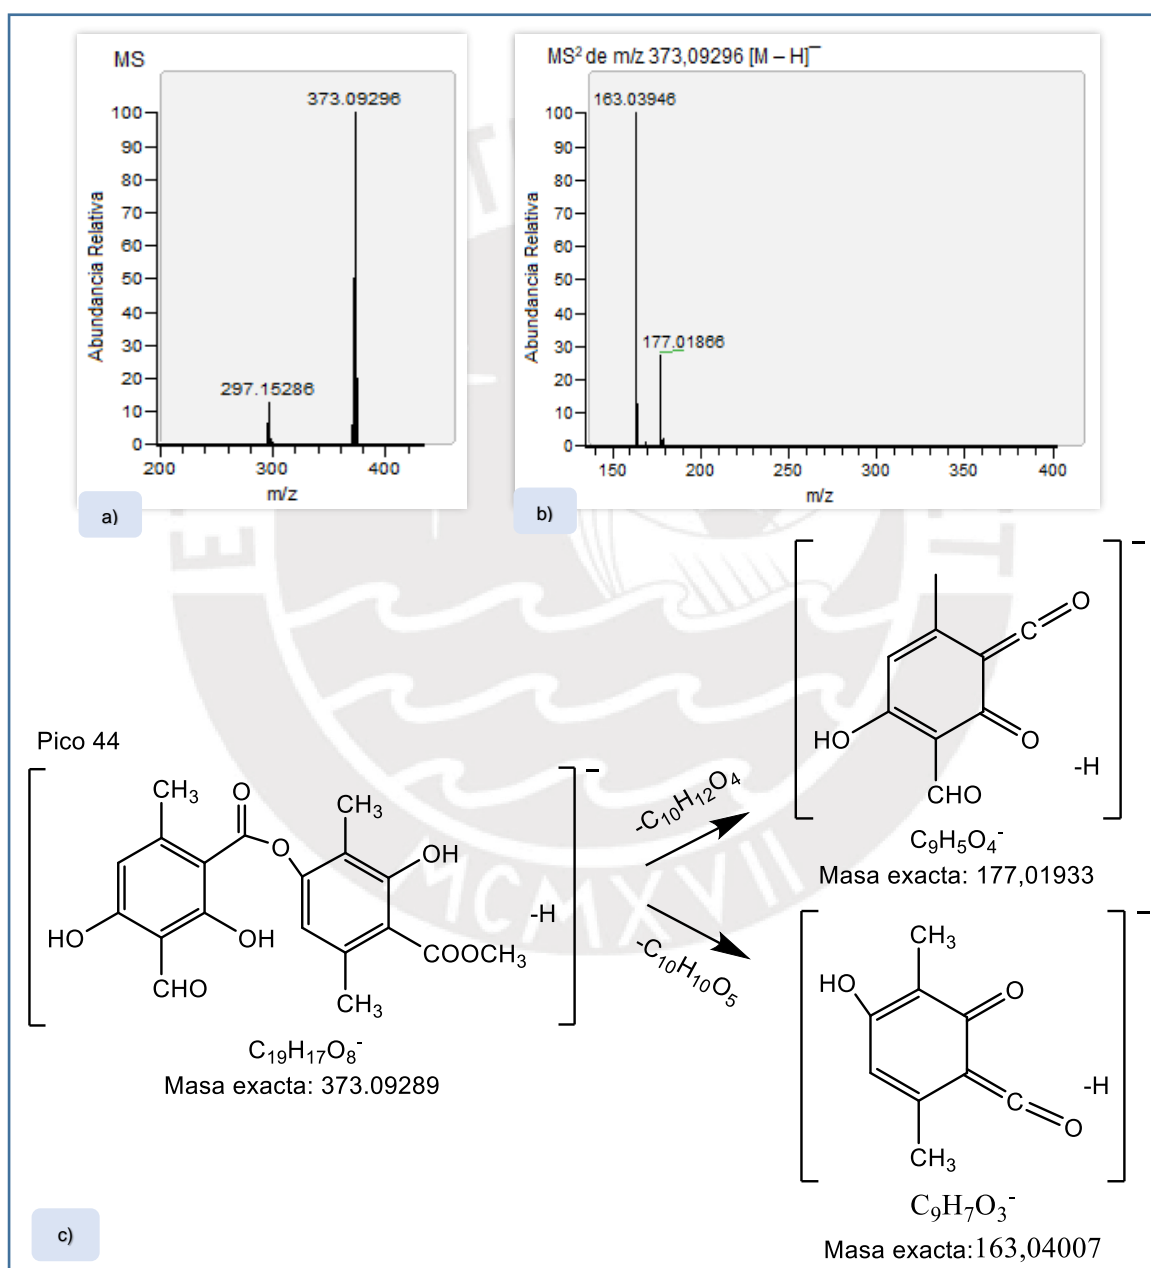 MS
373.09296
297.15286
100
90
80
70
60
50
40
30
20
10
0
200
300
400
Abundancia Relativa
m/z
a)
MS² de m/z 373,09296 [M – H]⁻
163.03946
177.01866
100
90
80
70
60
50
40
30
20
10
0
150
200
250
300
350
400
Abundancia Relativa
m/z
b)
Pico 44
CH₃
O
O
CH₃
OH
HO
OH
CHO
CH₃
COOCH₃
-H
–
C₁₉H₁₇O₈⁻
Masa exacta: 373.09289
-C₁₀H₁₂O₄
-C₁₀H₁₀O₅
C
O
O
HO
CHO
-H
–
C₉H₅O₄⁻
Masa exacta: 177,01933
CH₃
HO
O
C
O
CH₃
-H
–
C₉H₇O₃⁻
Masa exacta:163,04007
c)
MCMXVII